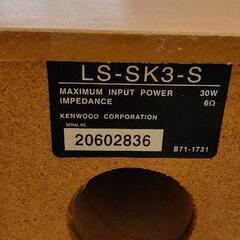 LS-SK3-S
MAXIMUM INPUT POWER 30W
IMPEDANCE 6Ω
KENWOOD CORPORATION
SERIAL NO.
20602836
B71-1731